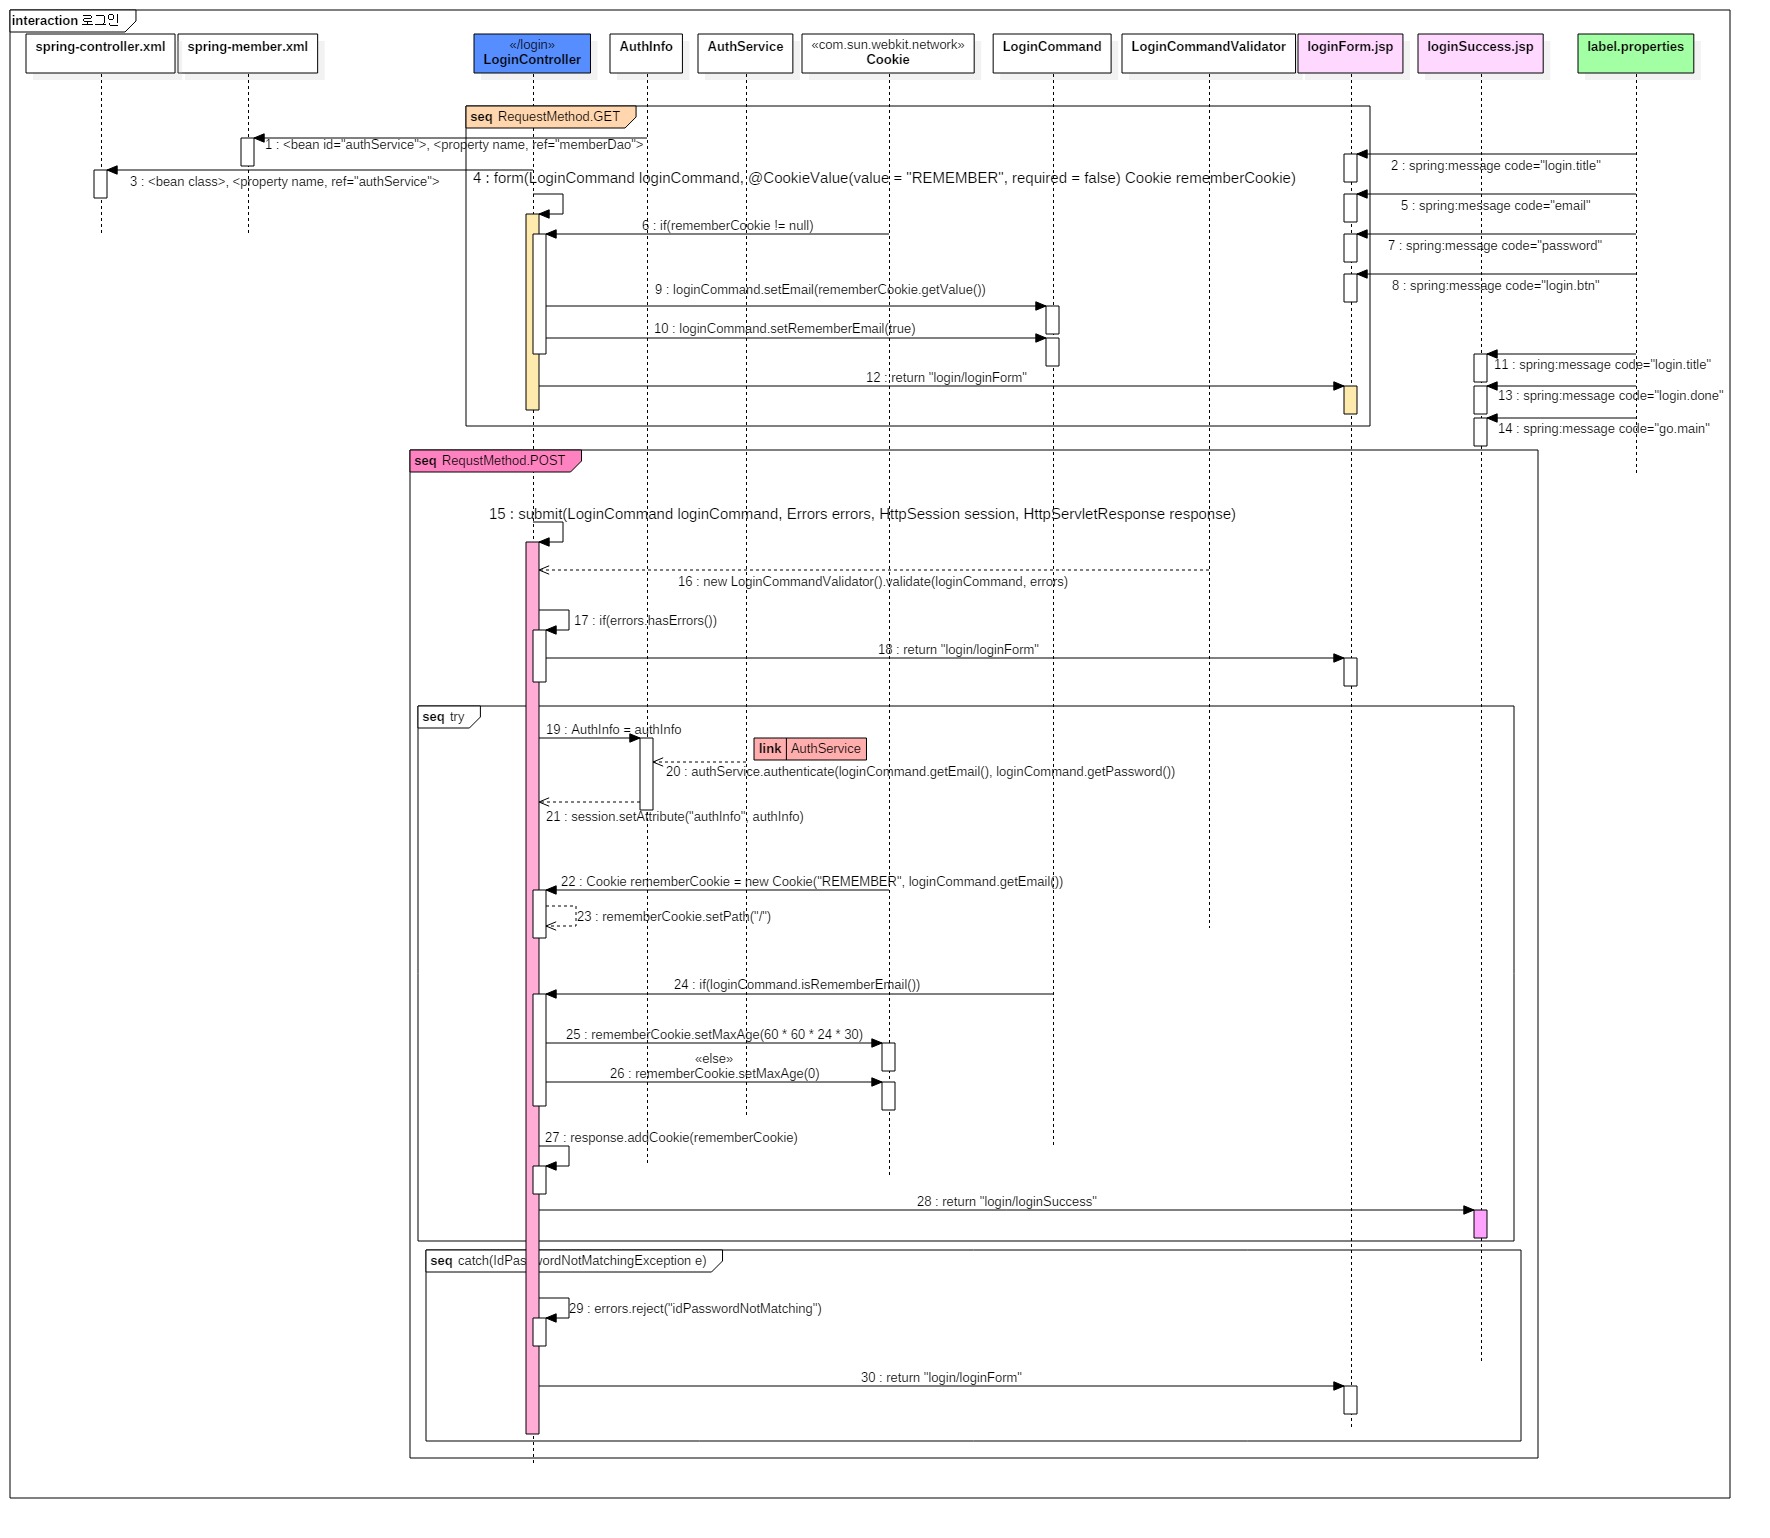 interaction 로그인
spring-controller.xml
spring-member.xml
«/login»
LoginController
AuthInfo
AuthService
«com.sun.webkit.network»
Cookie
LoginCommand
LoginCommandValidator
loginForm.jsp
loginSuccess.jsp
label.properties
seq RequestMethod.GET
1 : <bean id="authService">, <property name, ref="memberDao">
2 : spring:message code="login.title"
3 : <bean class>, <property name, ref="authService">
4 : form(LoginCommand loginCommand, @CookieValue(value = "REMEMBER", required = false) Cookie rememberCookie)
5 : spring:message code="email"
6 : if(rememberCookie != null)
7 : spring:message code="password"
8 : spring:message code="login.btn"
9 : loginCommand.setEmail(rememberCookie.getValue())
10 : loginCommand.setRememberEmail(true)
11 : spring:message code="login.title"
12 : return "login/loginForm"
13 : spring:message code="login.done"
14 : spring:message code="go.main"
seq RequstMethod.POST
15 : submit(LoginCommand loginCommand, Errors errors, HttpSession session, HttpServletResponse response)
16 : new LoginCommandValidator().validate(loginCommand, errors)
17 : if(errors.hasErrors())
18 : return "login/loginForm"
seq try
19 : AuthInfo = authInfo
link AuthService
20 : authService.authenticate(loginCommand.getEmail(), loginCommand.getPassword())
21 : session.setAttribute("authInfo", authInfo)
22 : Cookie rememberCookie = new Cookie("REMEMBER", loginCommand.getEmail())
23 : rememberCookie.setPath("/")
24 : if(loginCommand.isRememberEmail())
25 : rememberCookie.setMaxAge(60 * 60 * 24 * 30)
«else»
26 : rememberCookie.setMaxAge(0)
27 : response.addCookie(rememberCookie)
28 : return "login/loginSuccess"
seq catch(IdPasswordNotMatchingException e)
29 : errors.reject("idPasswordNotMatching")
30 : return "login/loginForm"